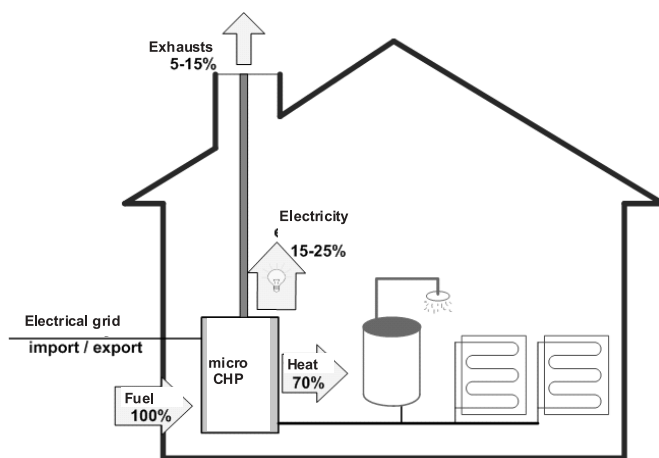 Exhausts
5-15%
Electricity
15-25%
Electrical grid
import / export
micro
CHP
Heat
70%
Fuel
100%